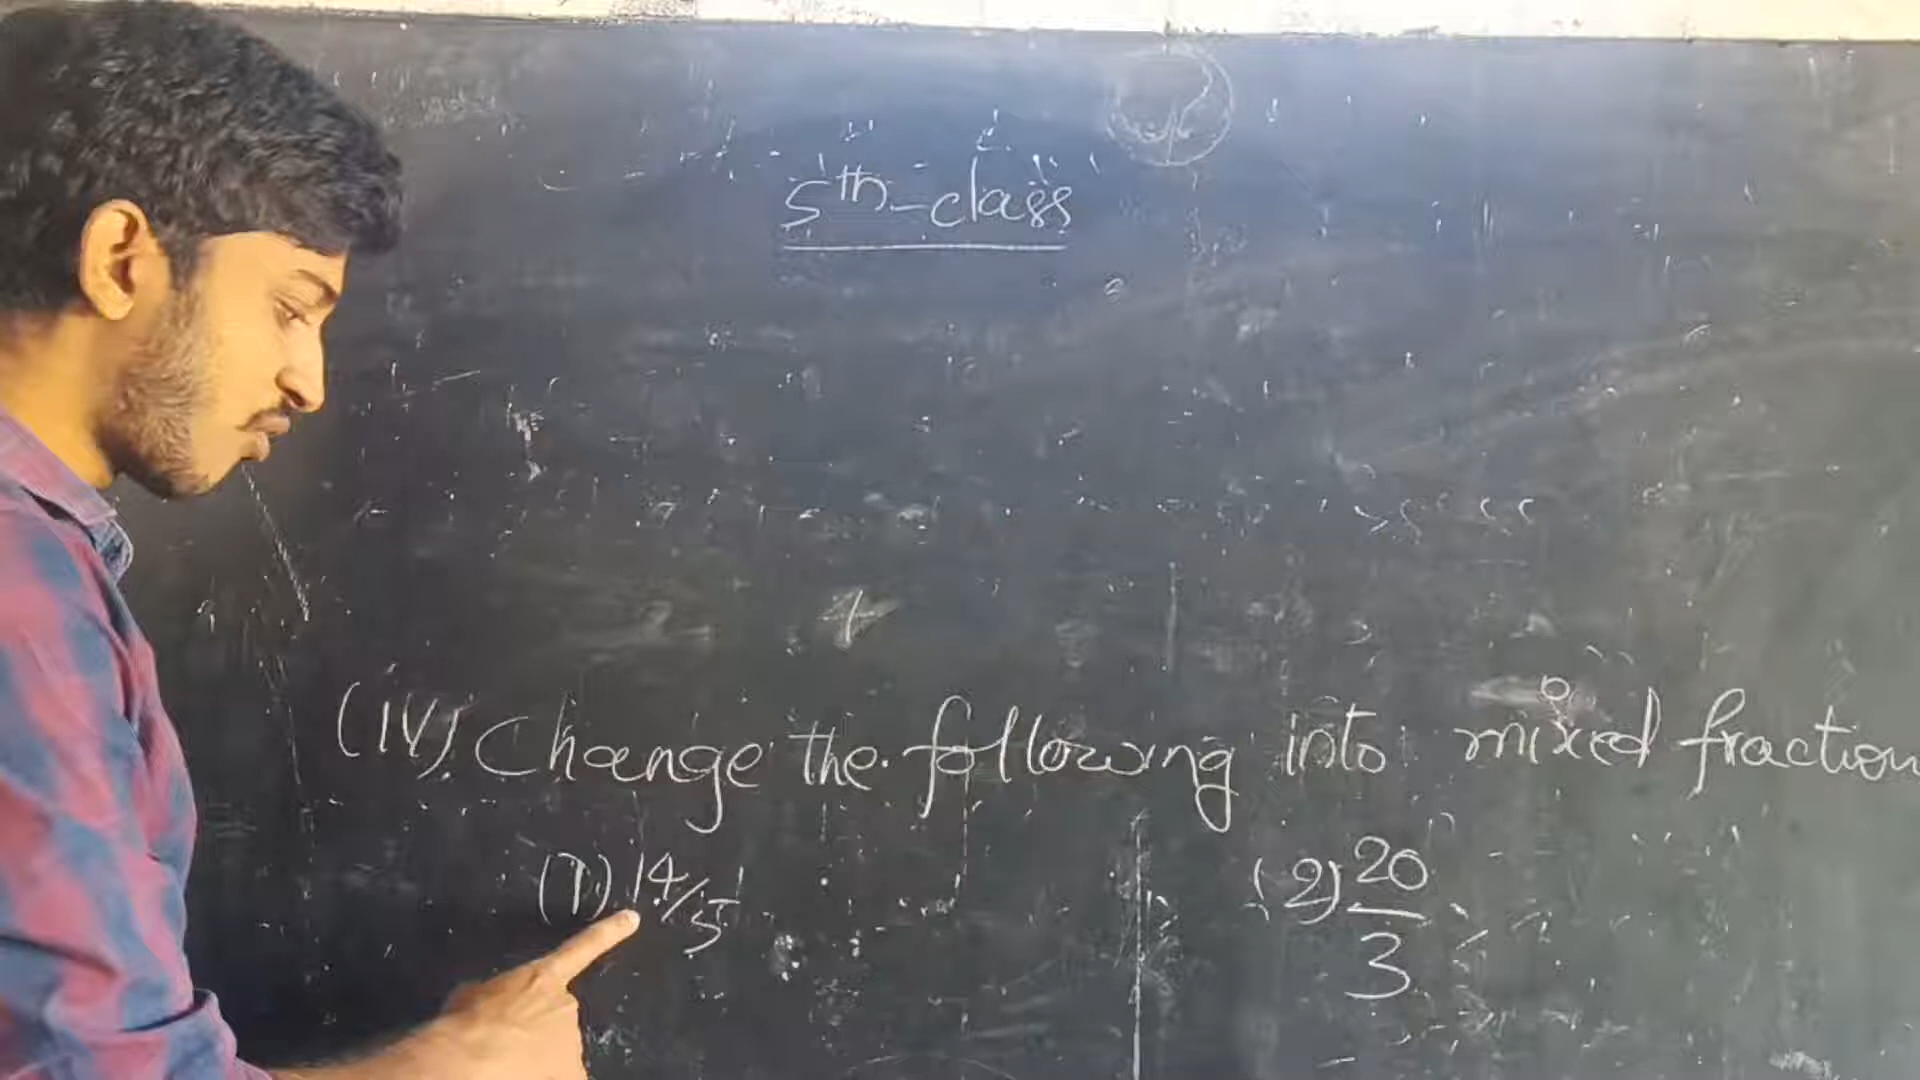 5th-class
(IV). Change the following into mixed fraction
(1) 14/5
(2) 20/3